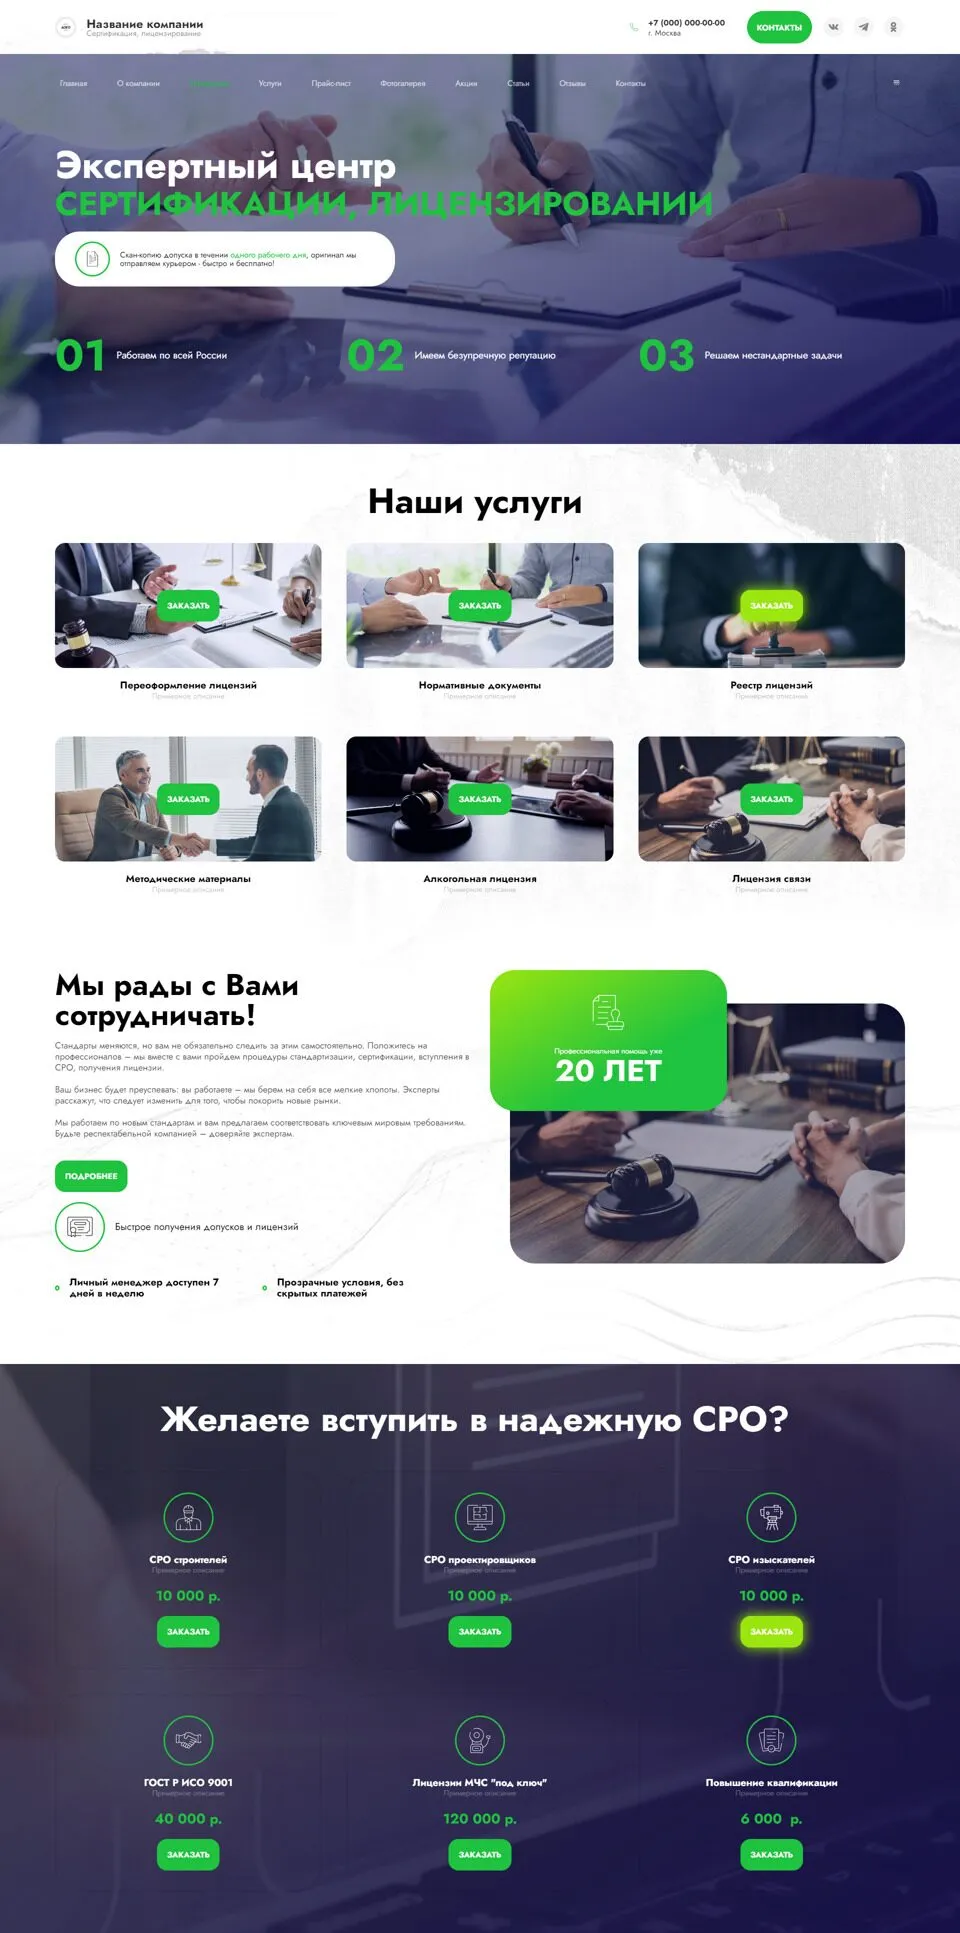 Название компании
Сертификация, лицензирование
+7 (000) 000-00-00
г. Москва
КОНТАКТЫ
Главная
О компании
Услуги
Прайс-лист
Фотогалерея
Акции
Статьи
Отзывы
Контакты
Экспертный центр
СЕРТИФИКАЦИИ, ЛИЦЕНЗИРОВАНИИ
Скан-копию допуска в течении одного рабочего дня, оригинал мы
отправляем курьером - быстро и бесплатно!
01 Работаем по всей России
02 Имеем безупречную репутацию
03 Решаем нестандартные задачи
Наши услуги
ЗАКАЗАТЬ
ЗАКАЗАТЬ
ЗАКАЗАТЬ
Переоформление лицензий
Нормативные документы
Реестр лицензий
Примерное описание
Примерное описание
Примерное описание
ЗАКАЗАТЬ
ЗАКАЗАТЬ
ЗАКАЗАТЬ
Методические материалы
Алкогольная лицензия
Лицензия связи
Примерное описание
Примерное описание
Примерное описание
Мы рады с Вами
сотрудничать!
Стандарты меняются, но вам не обязательно следить за этим самостоятельно. Положитесь на
профессионалов – мы вместе с вами пройдем процедуры стандартизации, сертификации, вступления в
СРО, получения лицензии.
Ваш бизнес будет преуспевать: вы работаете – мы берем на себя все мелкие хлопоты. Эксперты
расскажут, что следует изменить для того, чтобы покорить новые рынки.
Мы работаем по новым стандартам и вам предлагаем соответствовать ключевым мировым требованиям.
Будьте респектабельной компанией – доверяйте экспертам.
ПОДРОБНЕЕ
Быстрое получения допусков и лицензий
Личный менеджер доступен 7
дней в неделю
Прозрачные условия, без
скрытых платежей
Профессиональная помощь уже
20 ЛЕТ
Желаете вступить в надежную СРО?
СРО строителей
СРО проектировщиков
СРО изыскателей
Примерное описание
Примерное описание
Примерное описание
10 000 р.
10 000 р.
10 000 р.
ЗАКАЗАТЬ
ЗАКАЗАТЬ
ЗАКАЗАТЬ
ГОСТ Р ИСО 9001
Лицензии МЧС "под ключ"
Повышение квалификации
Примерное описание
Примерное описание
Примерное описание
40 000 р.
120 000 р.
6 000 р.
ЗАКАЗАТЬ
ЗАКАЗАТЬ
ЗАКАЗАТЬ